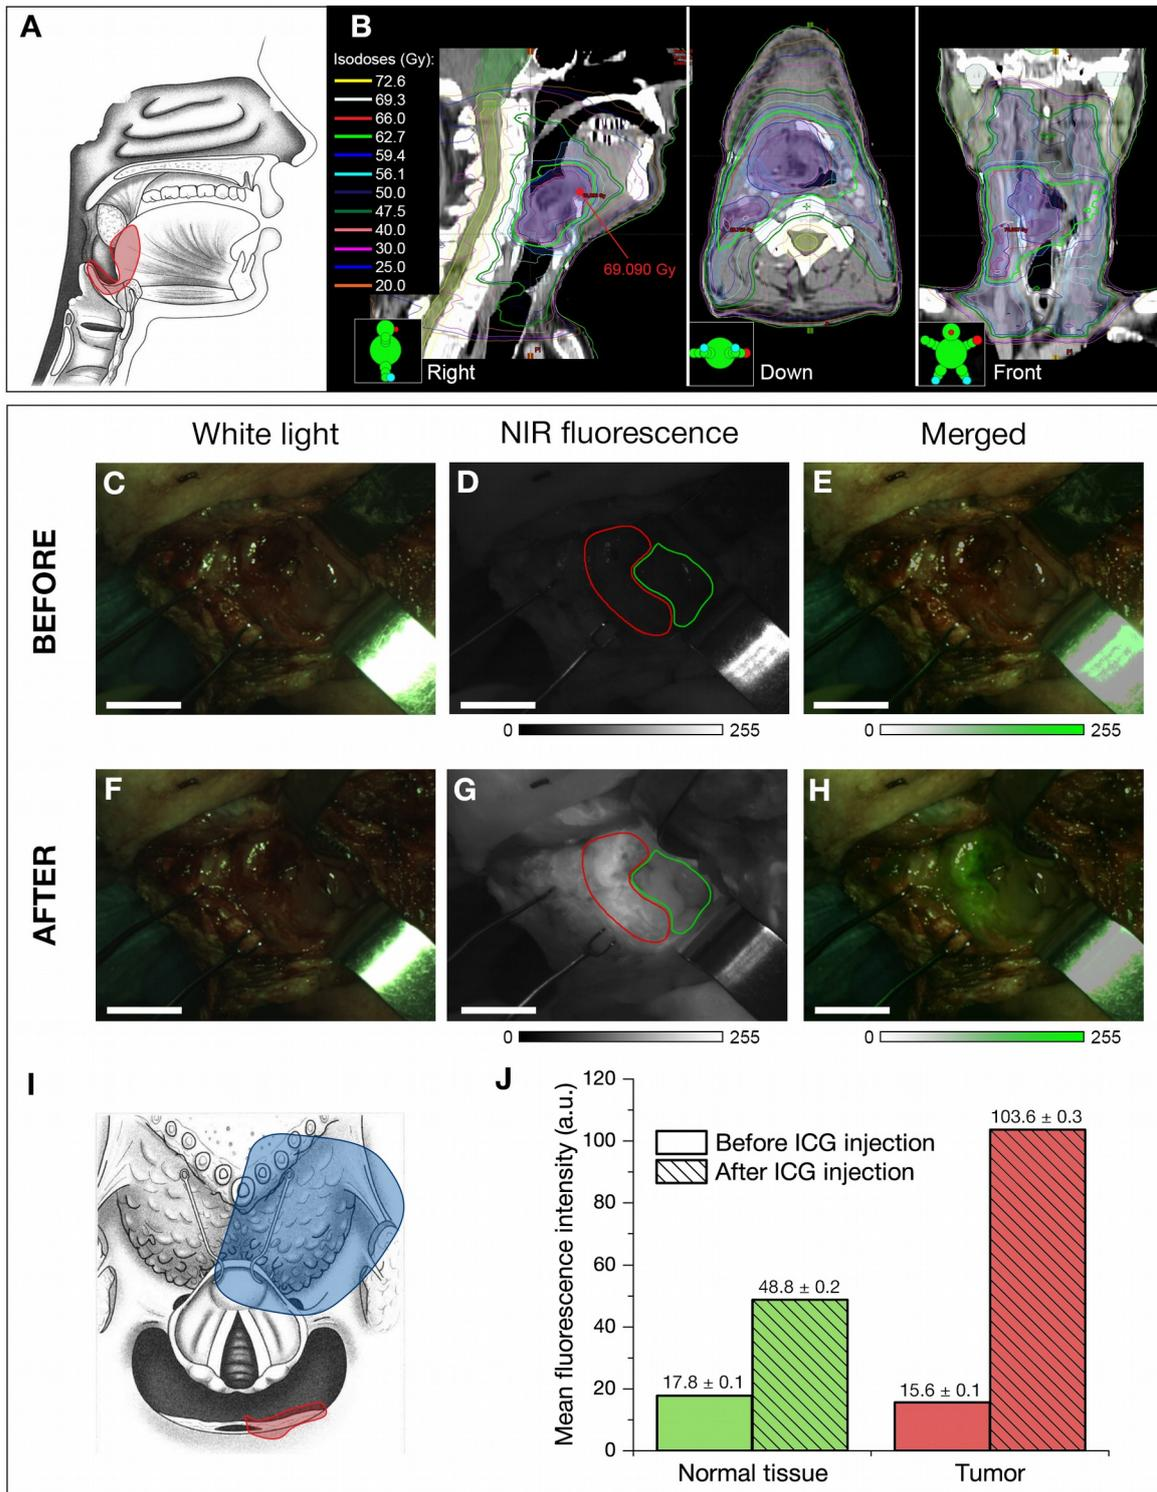 A
B
Isodoses (Gy):
72.6
69.3
66.0
62.7
59.4
56.1
50.0
47.5
40.0
30.0
25.0
20.0
69.090 Gy
Right
Down
Front
White light
NIR fluorescence
Merged
BEFORE
C
D
E
0
255
0
255
AFTER
F
G
H
0
255
0
255
I
J
Mean fluorescence intensity (a.u.)
120
100
80
60
40
20
0
Before ICG injection
After ICG injection
17.8 ± 0.1
48.8 ± 0.2
15.6 ± 0.1
103.6 ± 0.3
Normal tissue
Tumor